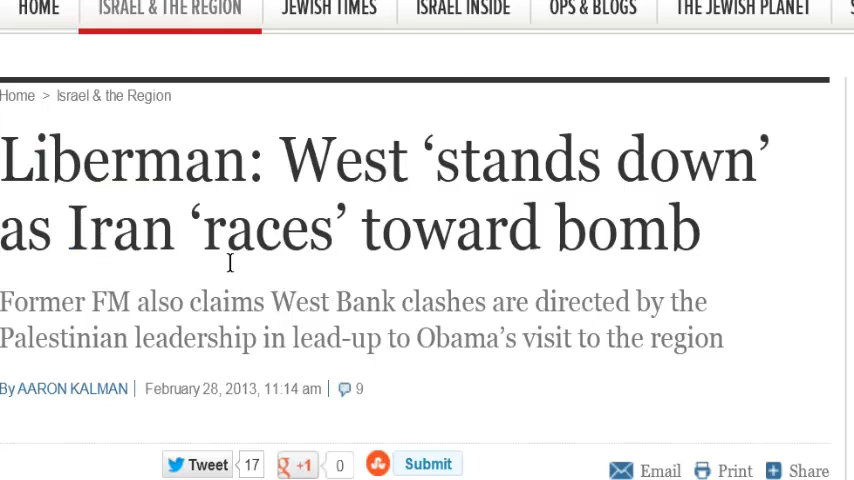 HOME ISRAEL & THE REGION JEWISH TIMES ISRAEL INSIDE OPS & BLOGS THE JEWISH PLANET S
Home > Israel & the Region
Liberman: West ‘stands down’
as Iran ‘races’ toward bomb
Former FM also claims West Bank clashes are directed by the
Palestinian leadership in lead-up to Obama’s visit to the region
By AARON KALMAN February 28, 2013, 11:14 am 9
Tweet 17 g +1 0 Submit Email Print Share